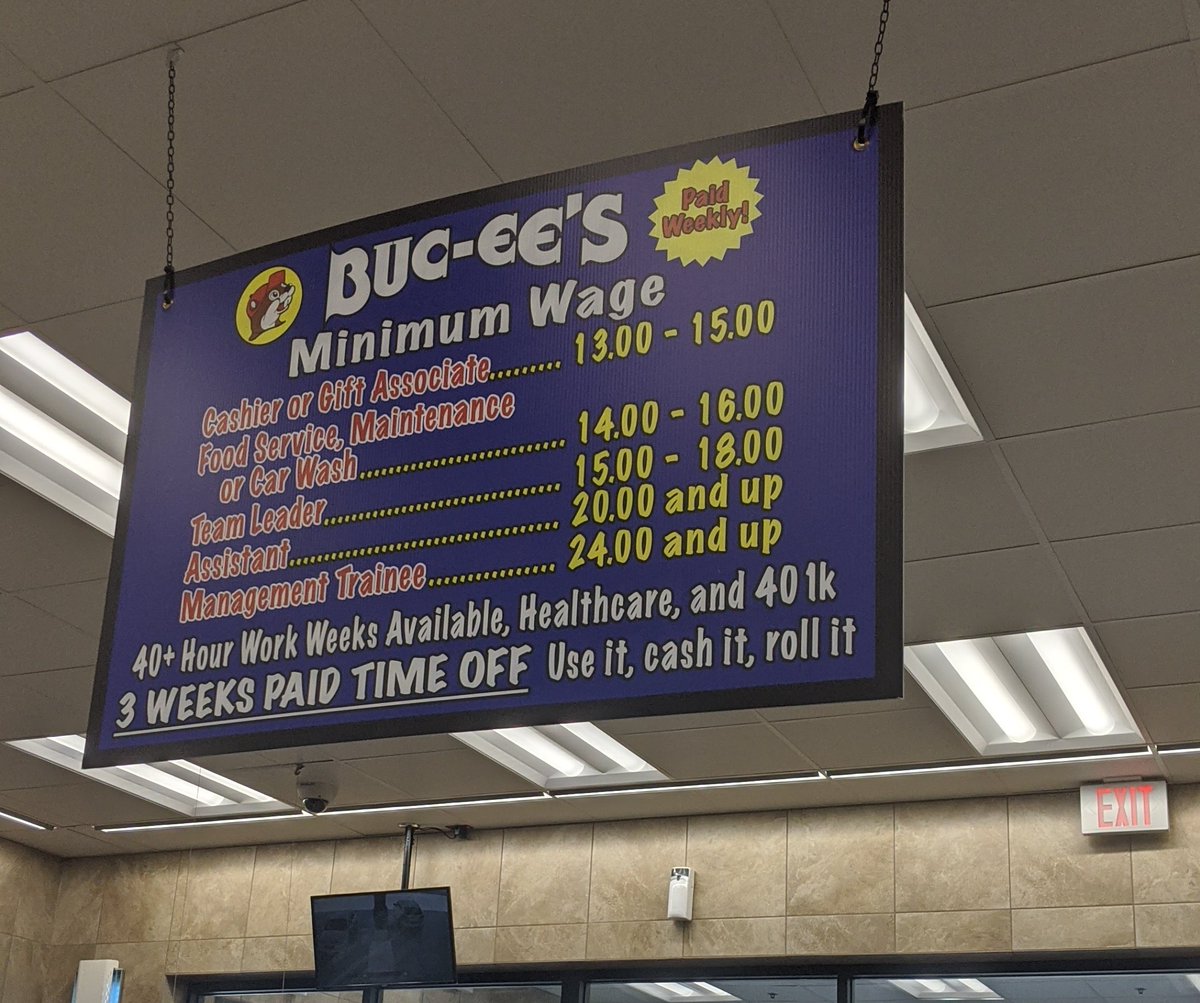 BUC-EE'S
Paid
Weekly!
Minimum Wage
Cashier or Gift Associate......... 13.00 - 15.00
Food Service, Maintenance
or Car Wash........................... 14.00 - 16.00
Team Leader............................... 15.00 - 18.00
Assistant................................... 20.00 and up
Management Trainee................ 24.00 and up
40+ Hour Work Weeks Available, Healthcare, and 401k
3 WEEKS PAID TIME OFF Use it, cash it, roll it
EXIT